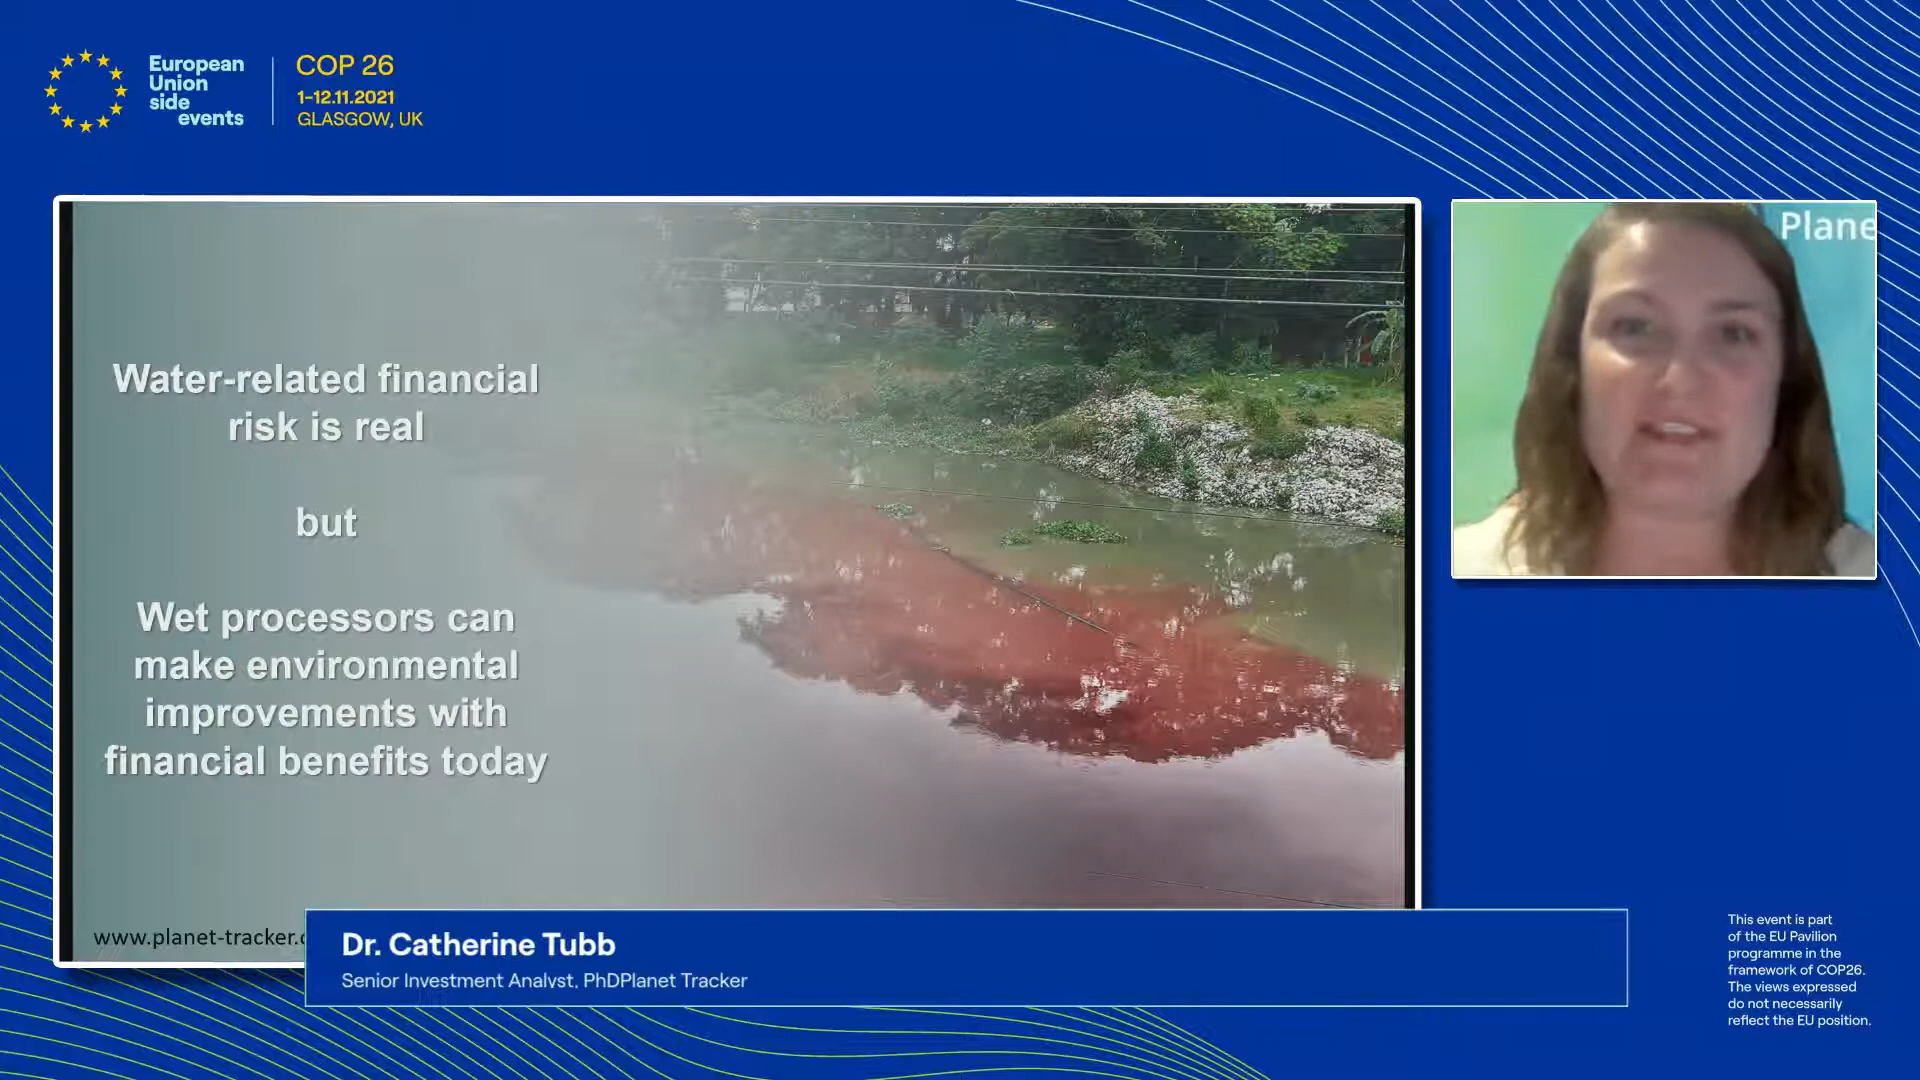 European
Union
side
events
COP 26
1-12.11.2021
GLASGOW, UK
Plane
Water-related financial
risk is real
but
Wet processors can
make environmental
improvements with
financial benefits today
www.planet-tracker.c
Dr. Catherine Tubb
Senior Investment Analyst, PhDPlanet Tracker
This event is part
of the EU Pavilion
programme in the
framework of COP26.
The views expressed
do not necessarily
reflect the EU position.